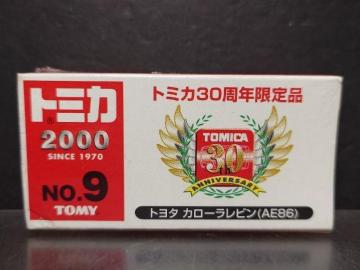 トミカ
2000
SINCE 1970
NO.9
TOMY
トミカ30周年限定品
TOMICA
30
ANNIVERSARY
トヨタ カローラレビン(AE86)